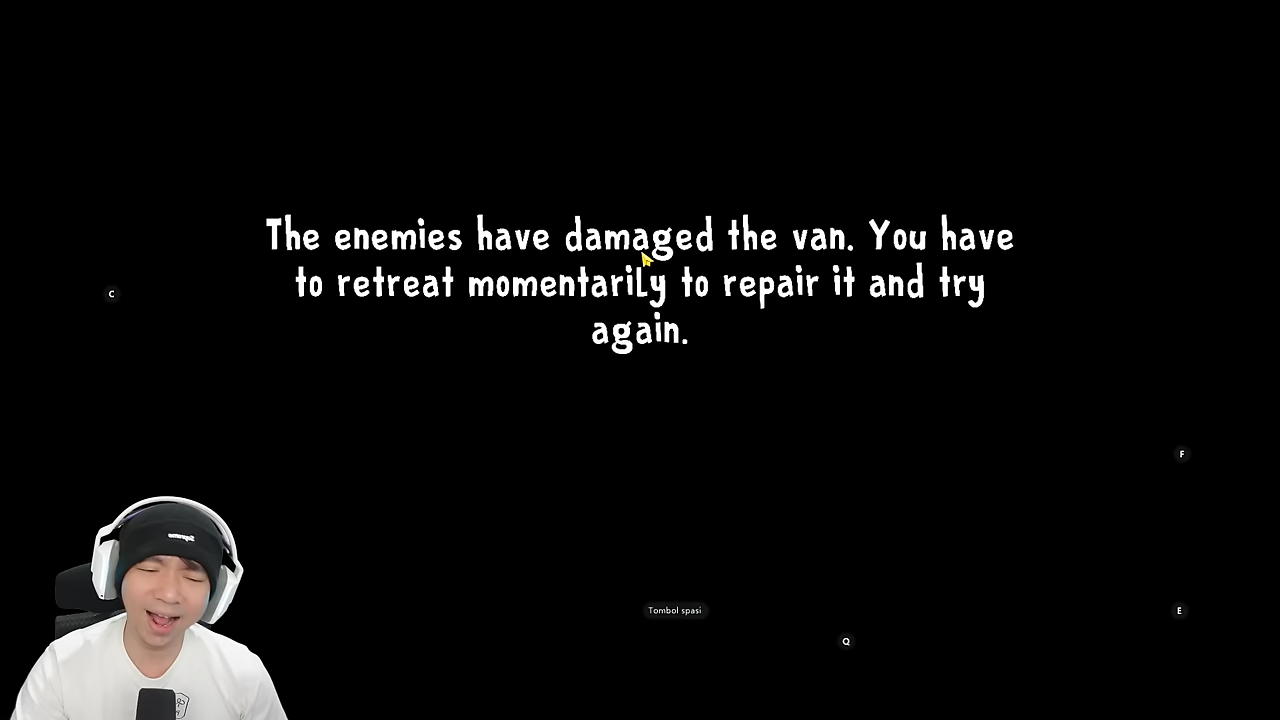 The enemies have damaged the van. You have
to retreat momentarily to repair it and try
again.
C
F
Tombol spasi
E
Q